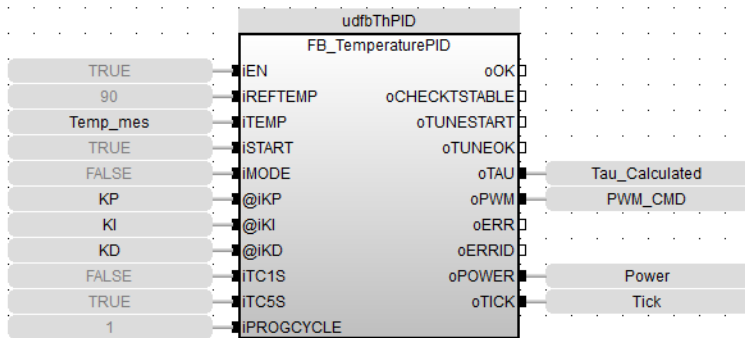 udfbThPID
FB_TemperaturePID
TRUE iEN oOK
90 iREFTEMP oCHECKTSTABLE
Temp_mes iTEMP oTUNESTART
TRUE iSTART oTUNEOK
FALSE iMODE oTAU Tau_Calculated
KP @iKP oPWM PWM_CMD
KI @iKI oERR
KD @iKD oERRID
FALSE iTC1S oPOWER Power
TRUE iTC5S oTICK Tick
1 iPROGCYCLE